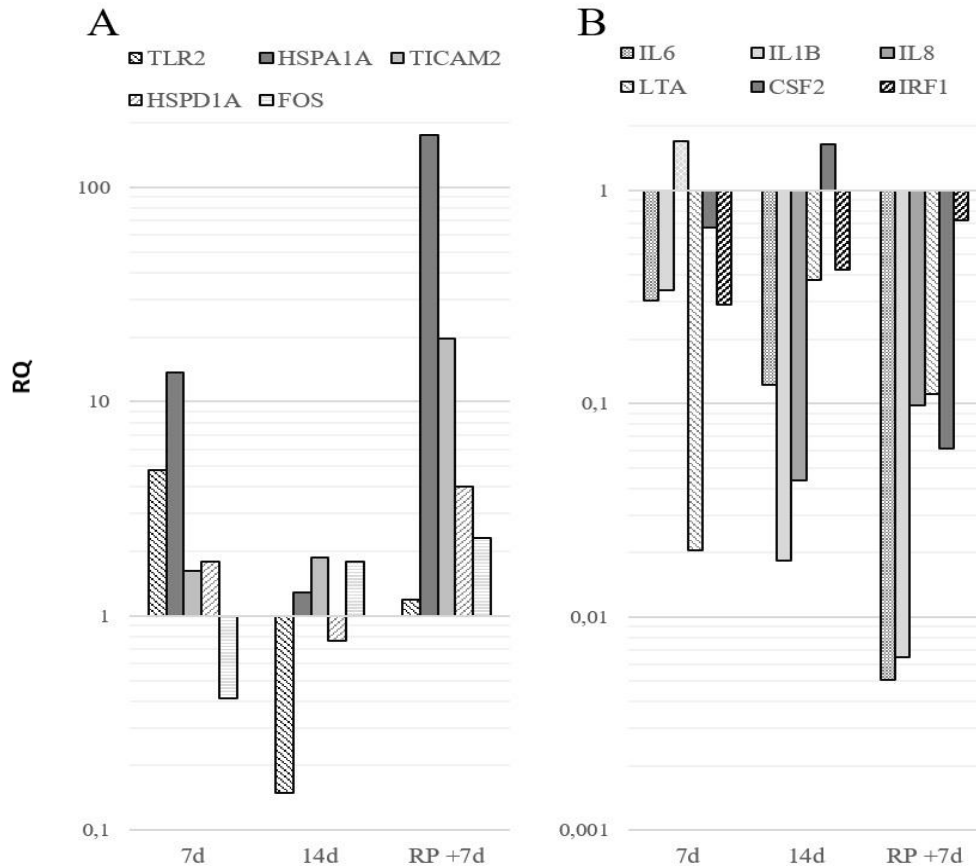 A
TLR2 HSPA1A TICAM2
HSPD1A FOS
RQ
100
10
1
0,1
7d 14d RP +7d
B
IL6 IL1B IL8
LTA CSF2 IRF1
1
0,1
0,01
0,001
7d 14d RP +7d